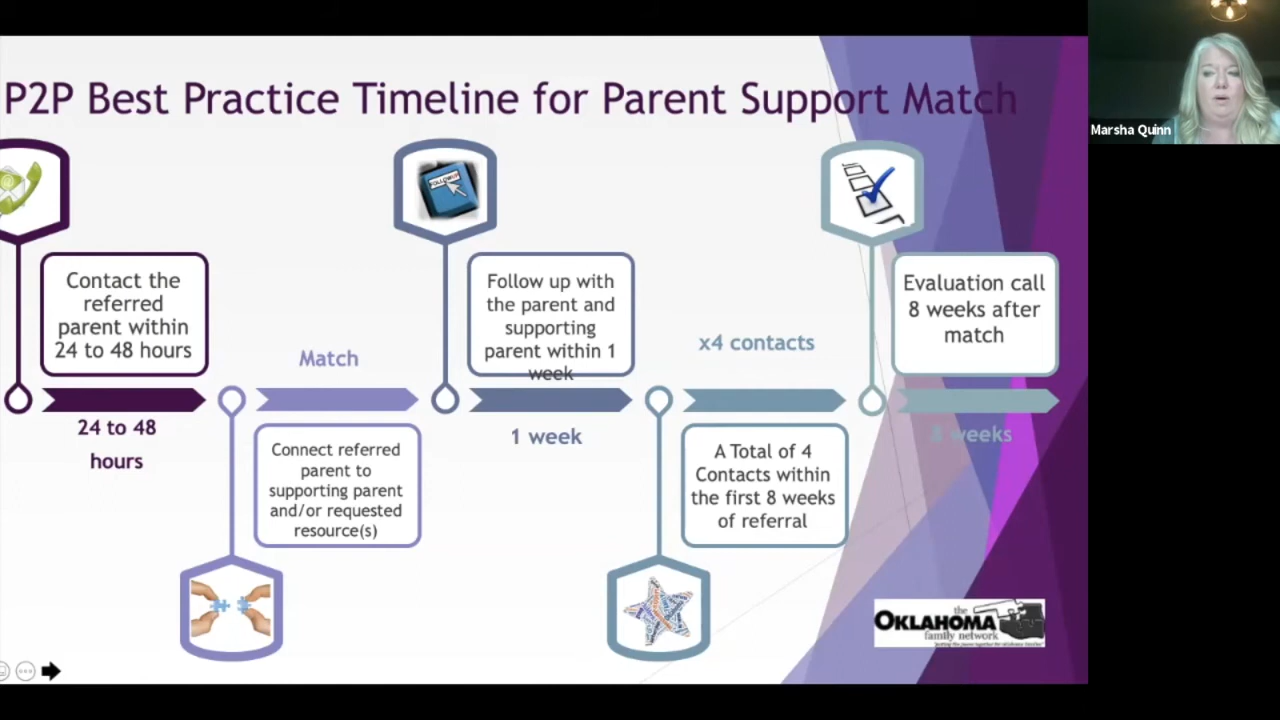 P2P Best Practice Timeline for Parent Support Match
Marsha Quinn
Contact the
referred
parent within
24 to 48 hours
24 to 48
hours
Match
Connect referred
parent to
supporting parent
and/or requested
resource(s)
Follow up with
the parent and
supporting
parent within 1
week
1 week
x4 contacts
A Total of 4
Contacts within
the first 8 weeks
of referral
Evaluation call
8 weeks after
match
8 weeks
the
OKLAHOMA
family network